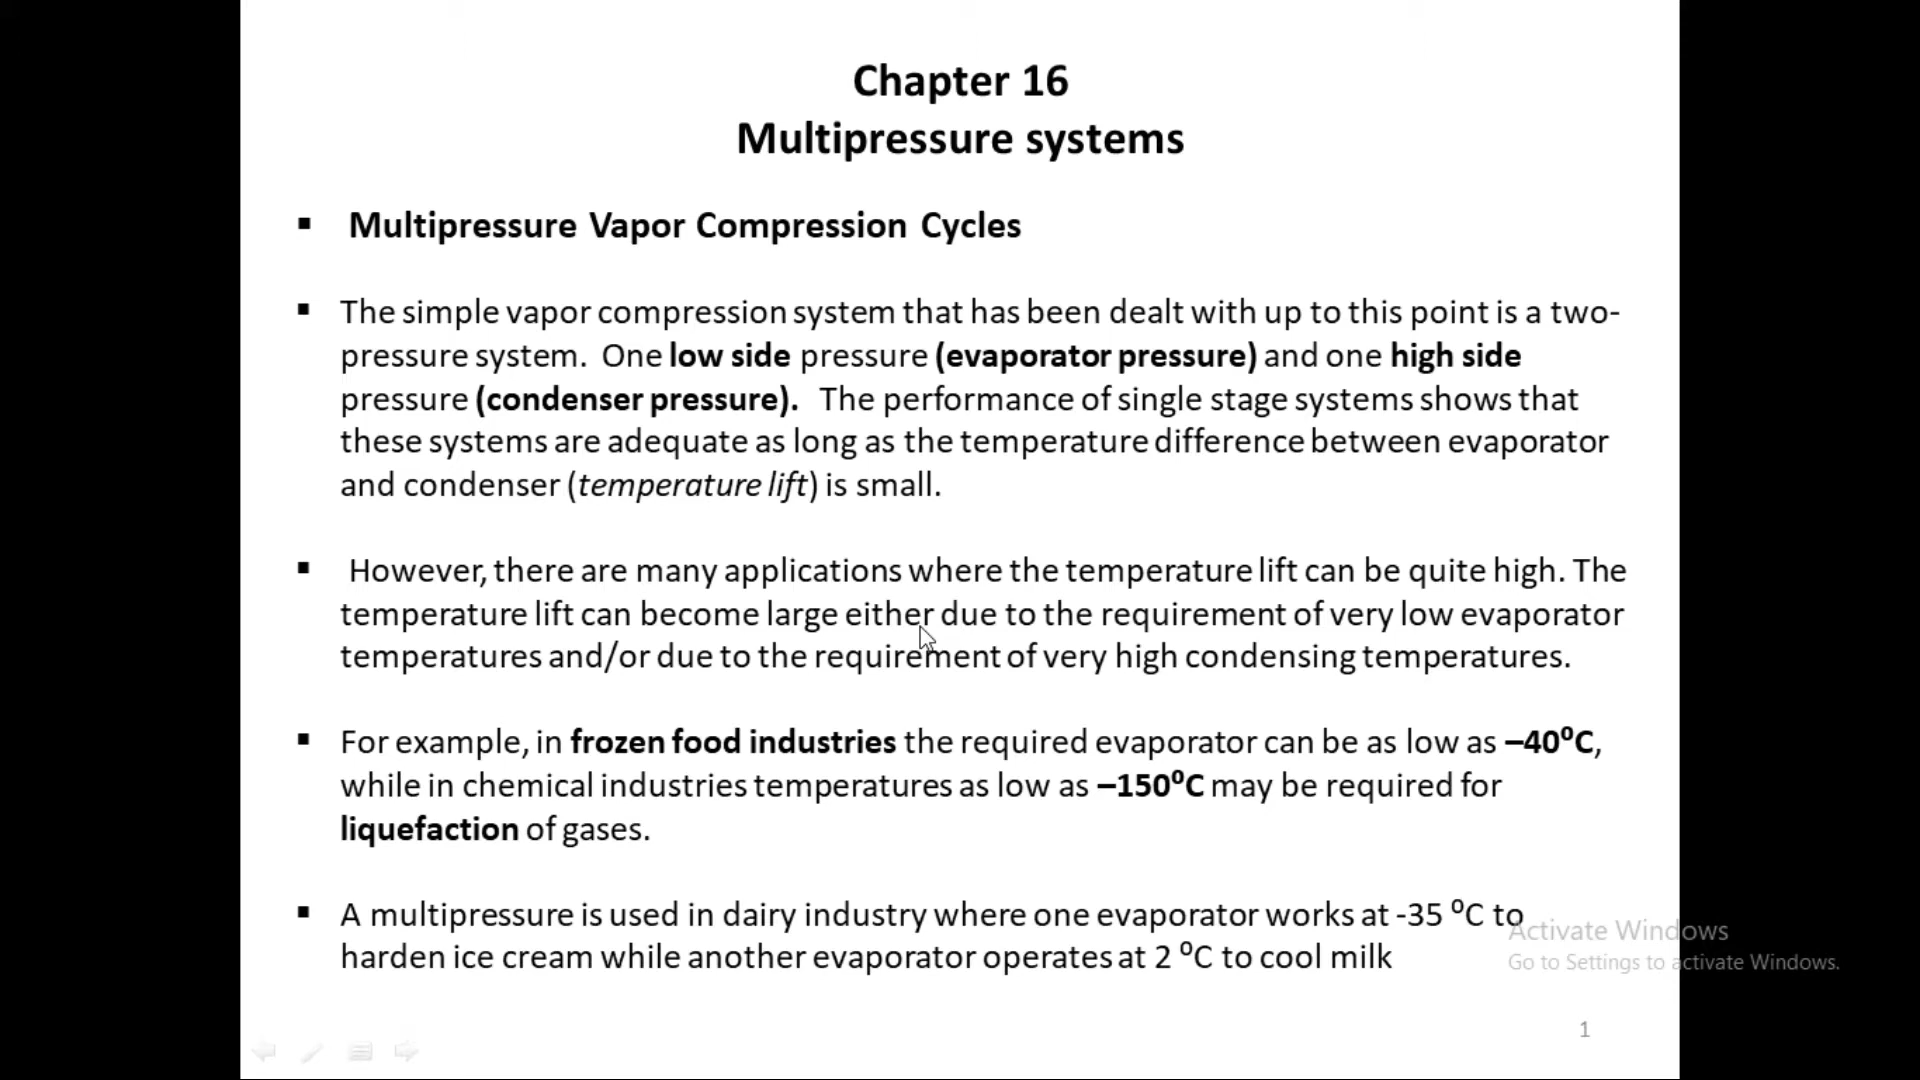 Chapter 16
Multipressure systems
▪ Multipressure Vapor Compression Cycles
▪ The simple vapor compression system that has been dealt with up to this point is a two-
pressure system. One low side pressure (evaporator pressure) and one high side
pressure (condenser pressure). The performance of single stage systems shows that
these systems are adequate as long as the temperature difference between evaporator
and condenser (temperature lift) is small.
▪ However, there are many applications where the temperature lift can be quite high. The
temperature lift can become large either due to the requirement of very low evaporator
temperatures and/or due to the requirement of very high condensing temperatures.
▪ For example, in frozen food industries the required evaporator can be as low as –40⁰C,
while in chemical industries temperatures as low as –150⁰C may be required for
liquefaction of gases.
▪ A multipressure is used in dairy industry where one evaporator works at -35 ⁰C to
harden ice cream while another evaporator operates at 2 ⁰C to cool milk
Activate Windows
Go to Settings to activate Windows.
1